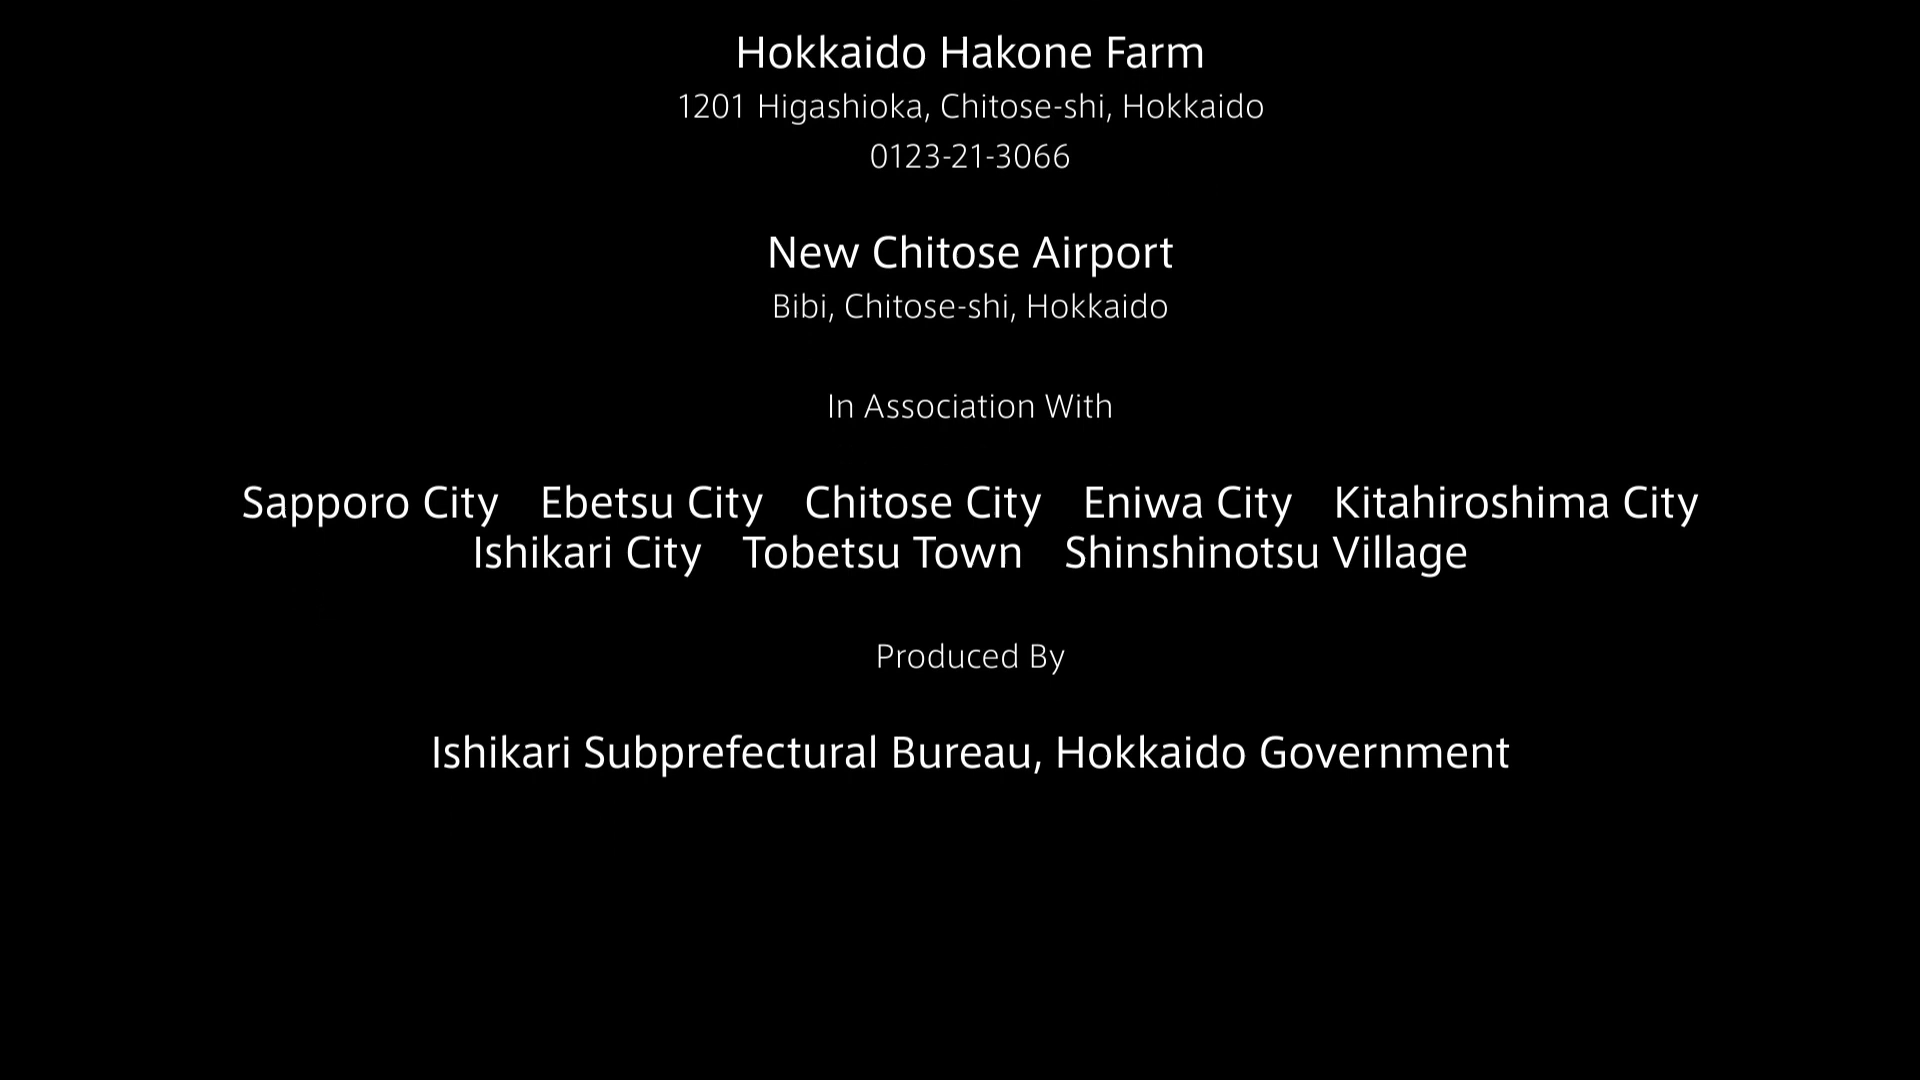 Hokkaido Hakone Farm
1201 Higashioka, Chitose-shi, Hokkaido
0123-21-3066
New Chitose Airport
Bibi, Chitose-shi, Hokkaido
In Association With
Sapporo City Ebetsu City Chitose City Eniwa City Kitahiroshima City
Ishikari City Tobetsu Town Shinshinotsu Village
Produced By
Ishikari Subprefectural Bureau, Hokkaido Government